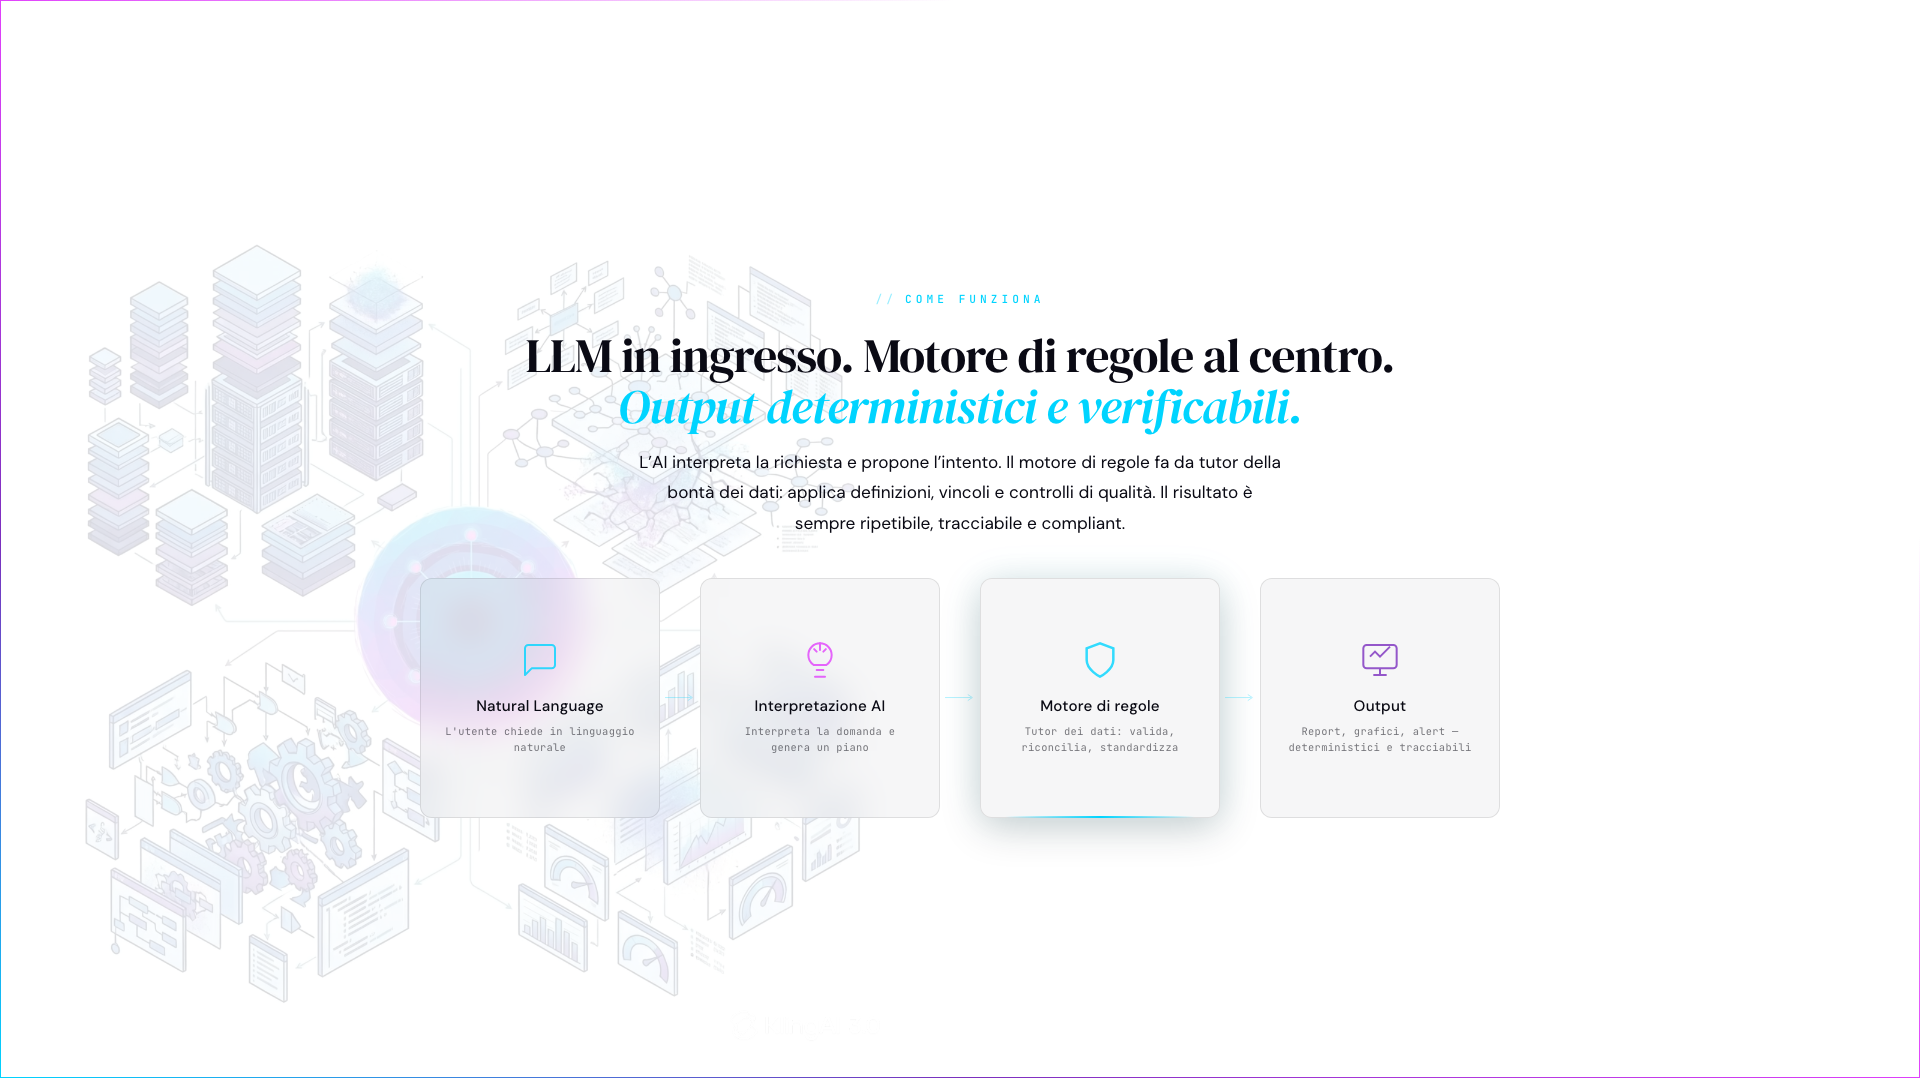 // COME FUNZIONA
LLM in ingresso. Motore di regole al centro.
Output deterministici e verificabili.
L’AI interpreta la richiesta e propone l’intento. Il motore di regole fa da tutor della
bontà dei dati: applica definizioni, vincoli e controlli di qualità. Il risultato è
sempre ripetibile, tracciabile e compliant.
Natural Language
L'utente chiede in linguaggio
naturale
Interpretazione AI
Interpreta la domanda e
genera un piano
Motore di regole
Tutor dei dati: valida,
riconcilia, standardizza
Output
Report, grafici, alert —
deterministici e tracciabili